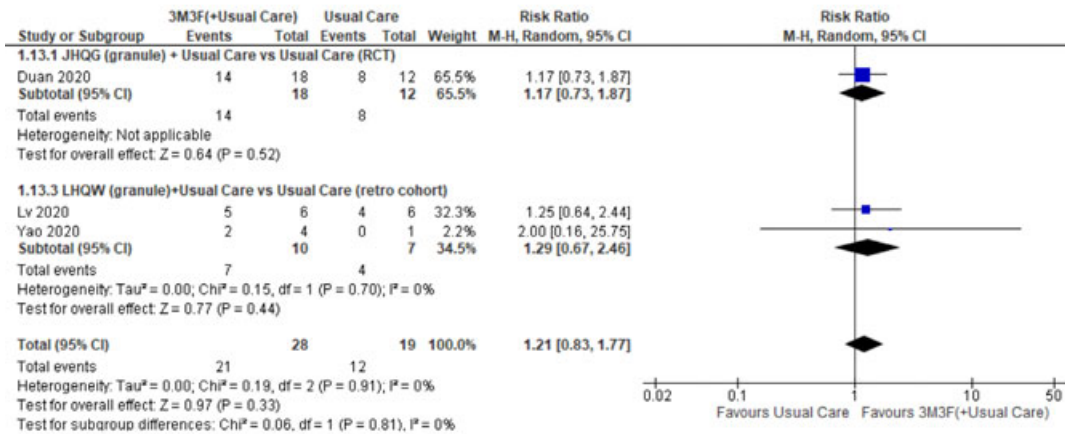 3M3F(+Usual Care) Usual Care Risk Ratio Risk Ratio
Study or Subgroup Events Total Events Total Weight M-H, Random, 95% CI M-H, Random, 95% CI
1.13.1 JHQG (granule) + Usual Care vs Usual Care (RCT)
Duan 2020 14 18 8 12 65.5% 1.17 [0.73, 1.87]
Subtotal (95% CI) 18 12 65.5% 1.17 [0.73, 1.87]
Total events 14 8
Heterogeneity: Not applicable
Test for overall effect: Z = 0.64 (P = 0.52)
1.13.3 LHQW (granule)+Usual Care vs Usual Care (retro cohort)
Lv 2020 5 6 4 6 32.3% 1.25 [0.64, 2.44]
Yao 2020 2 4 0 1 2.2% 2.00 [0.16, 25.75]
Subtotal (95% CI) 10 7 34.5% 1.29 [0.67, 2.46]
Total events 7 4
Heterogeneity: Tau² = 0.00; Chi² = 0.15, df = 1 (P = 0.70); I² = 0%
Test for overall effect: Z = 0.77 (P = 0.44)
Total (95% CI) 28 19 100.0% 1.21 [0.83, 1.77]
Total events 21 12
Heterogeneity: Tau² = 0.00; Chi² = 0.19, df = 2 (P = 0.91); I² = 0%
Test for overall effect: Z = 0.97 (P = 0.33)
Test for subgroup differences: Chi² = 0.06, df = 1 (P = 0.81), I² = 0%
0.02 0.1 1 10 50
Favours Usual Care Favours 3M3F(+Usual Care)